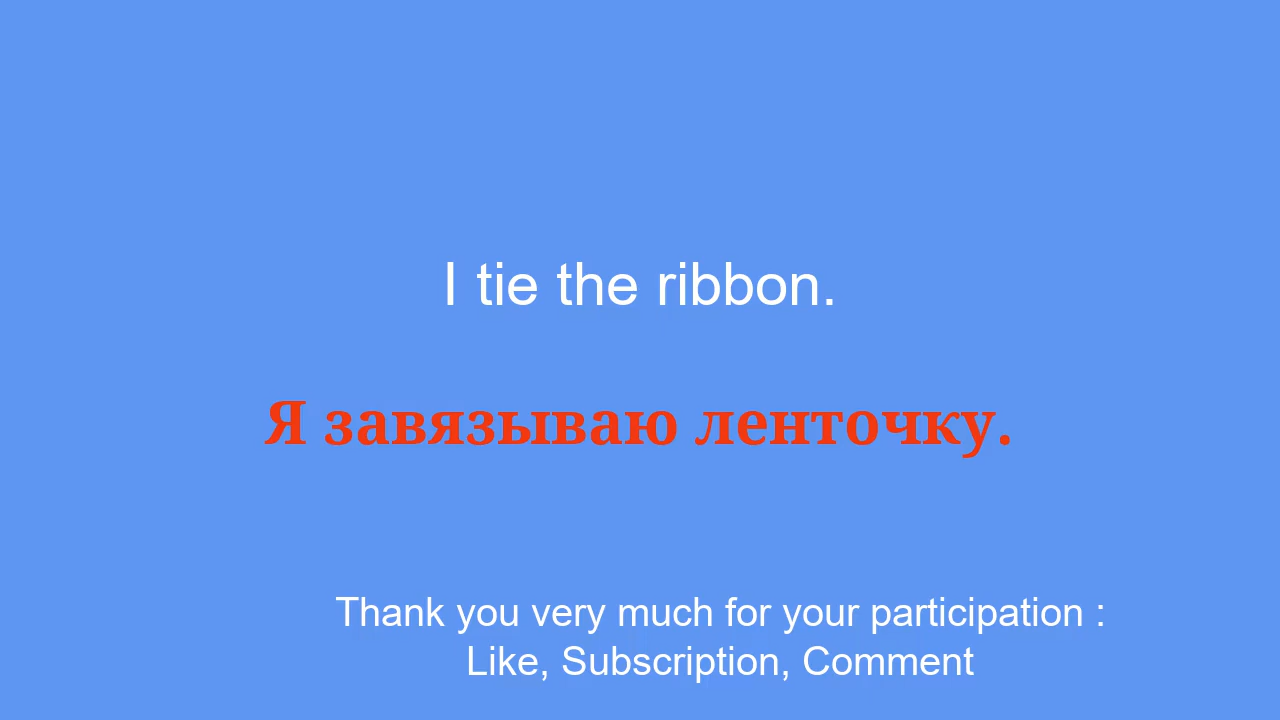 I tie the ribbon.
Я завязываю ленточку.
Thank you very much for your participation :
Like, Subscription, Comment